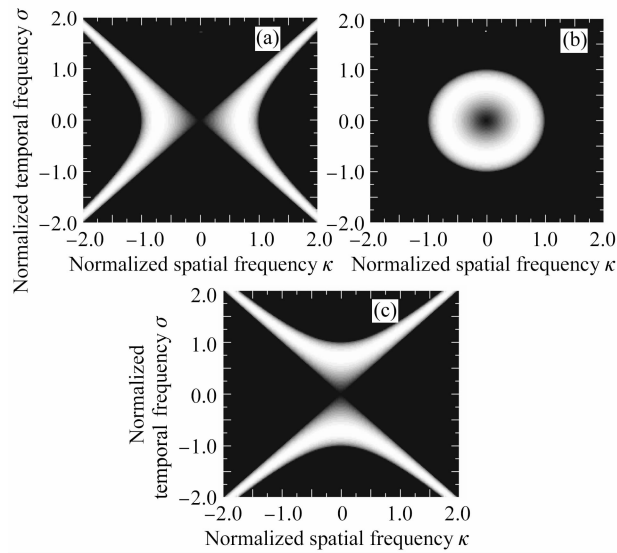 (a)
2.0
1.0
0.0
−1.0
−2.0
−2.0 −1.0 0 1.0 2.0
Normalized spatial frequency κ
Normalized temporal frequency σ
(b)
2.0
1.0
0.0
−1.0
−2.0
−2.0 −1.0 0 1.0 2.0
Normalized spatial frequency κ
(c)
2.0
1.0
0.0
−1.0
−2.0
−2.0 −1.0 0 1.0 2.0
Normalized spatial frequency κ
Normalized
temporal frequency σ